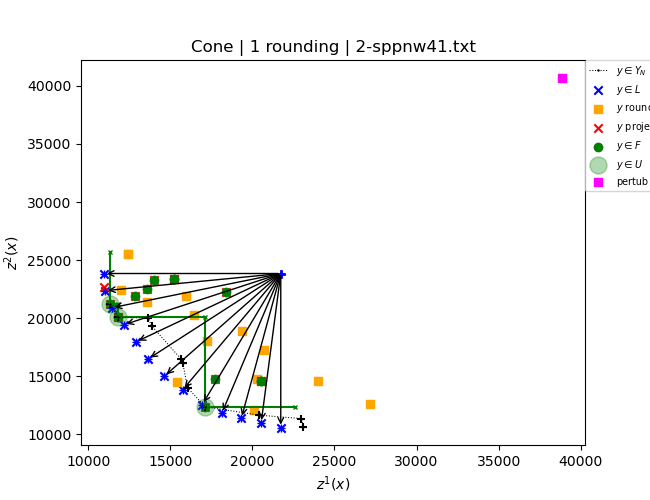 Cone | 1 rounding | 2-sppnw41.txt
z²(x)
40000
35000
30000
25000
20000
15000
10000
10000 15000 20000 25000 30000 35000 40000
z¹(x)
y ∈ Y_N
y ∈ L
y roun
y proje
y ∈ F
y ∈ U
pertub